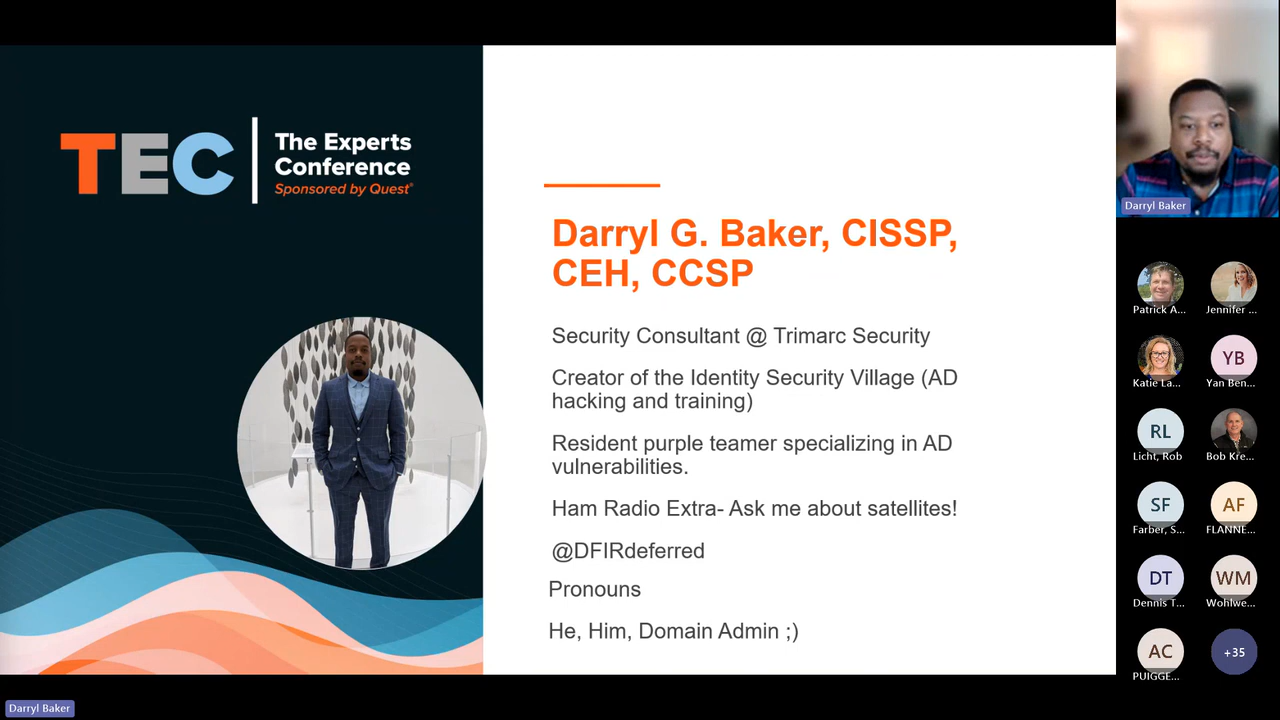 TEC
The Experts
Conference
Sponsored by Quest®
Darryl G. Baker, CISSP,
CEH, CCSP
Security Consultant @ Trimarc Security
Creator of the Identity Security Village (AD
hacking and training)
Resident purple teamer specializing in AD
vulnerabilities.
Ham Radio Extra- Ask me about satellites!
@DFIRdeferred
Pronouns
He, Him, Domain Admin ;)
Darryl Baker
Patrick A...
Jennifer ...
Katie La...
YB
Yan Ben...
RL
Licht, Rob
Bob Kre...
SF
Farber, S...
AF
FLANNE...
DT
Dennis T...
WM
Wohlwe...
AC
PUIGGE...
+35
Darryl Baker